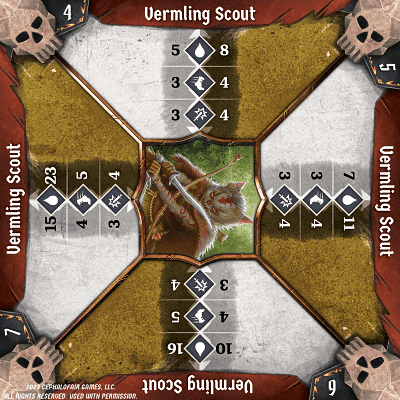 4
Vermling Scout
5 8
3 4
3 4
5
Vermling Scout
7 11
3 4
3 4
6
Vermling Scout
10 16
4 5
3 4
7
Vermling Scout
15 23
4 5
3 4
2023 CEPHALOFAIR GAMES, LLC.
ALL RIGHTS RESERVED. USED WITH PERMISSION.